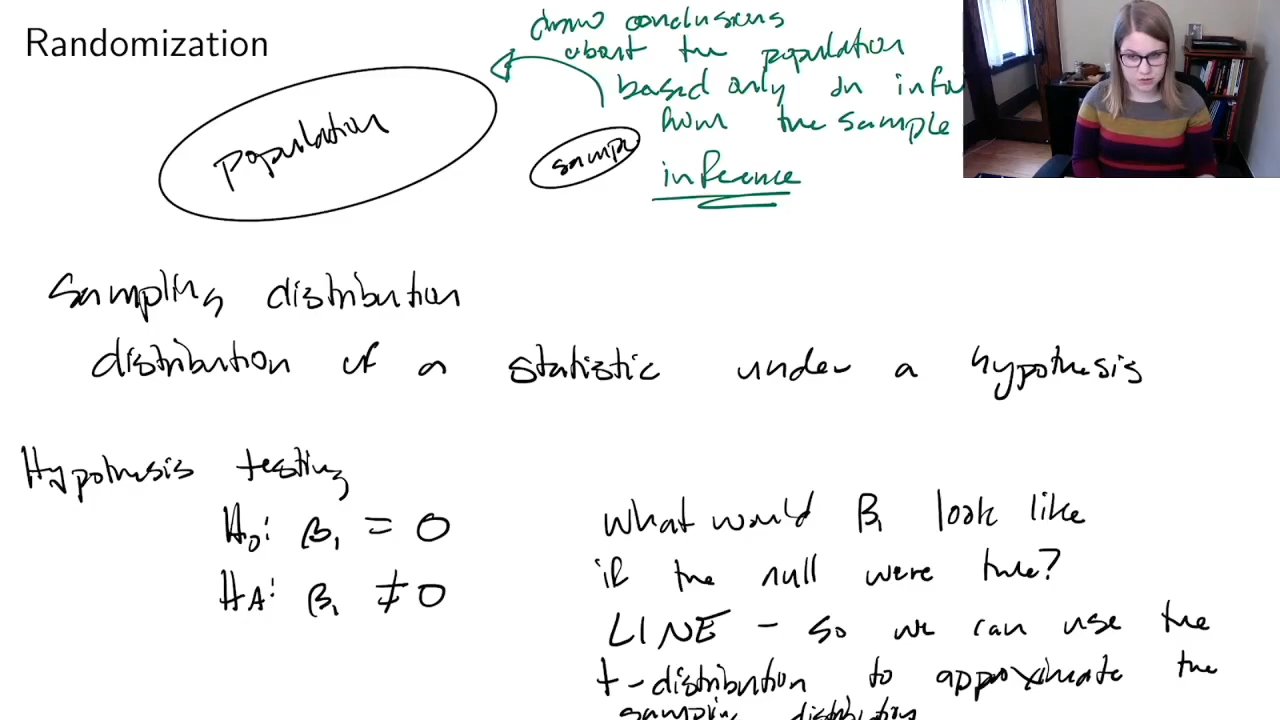 Randomization
draw conclusions
about the population
based only on info
from the sample
population
sample
inference
Sampling distribution
distribution of a statistic under a hypothesis
Hypothesis testing
H₀: β₁ = 0
What would β₁ look like
if the null were true?
HA: β₁ ≠ 0
LINE - so we can use the
t-distribution to approximate the
sampling distribution